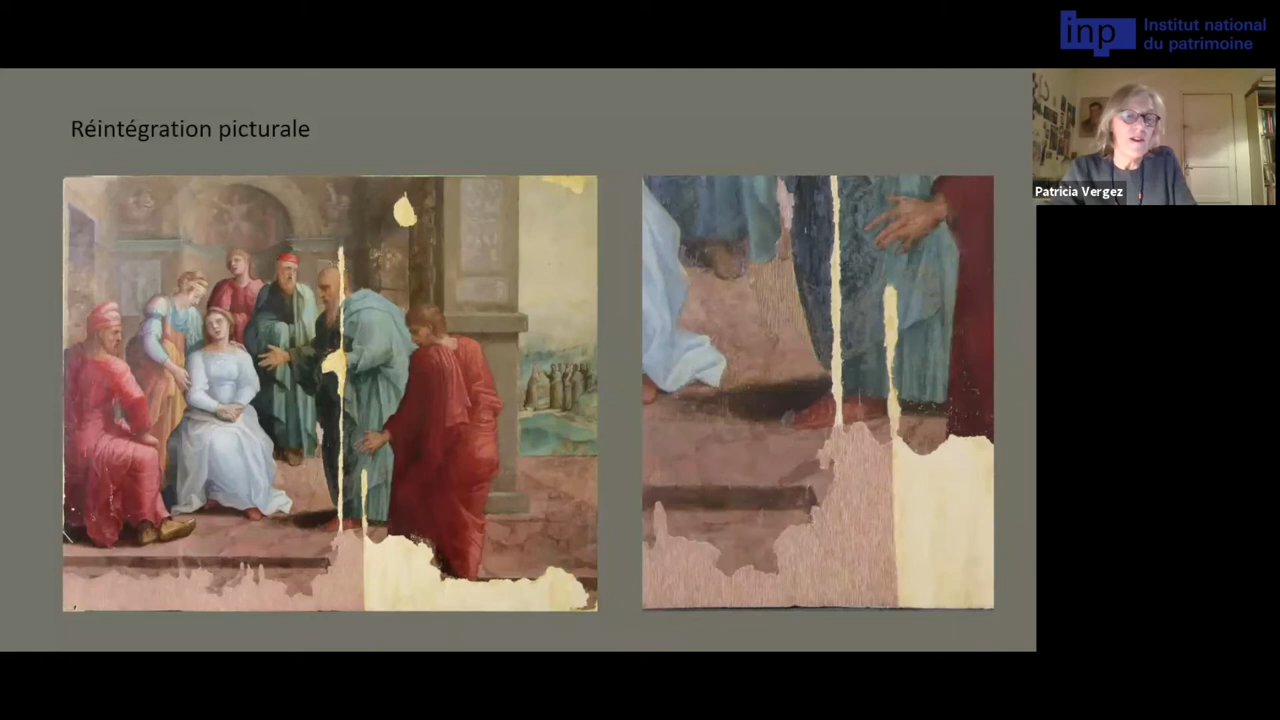 inp
Institut national
du patrimoine
Réintégration picturale
Patricia Vergez